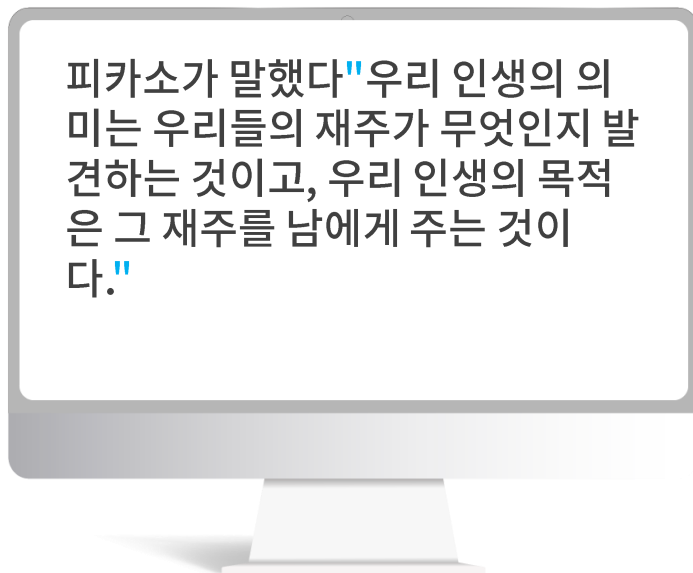 피카소가 말했다"우리 인생의 의
미는 우리들의 재주가 무엇인지 발
견하는 것이고, 우리 인생의 목적
은 그 재주를 남에게 주는 것이
다."